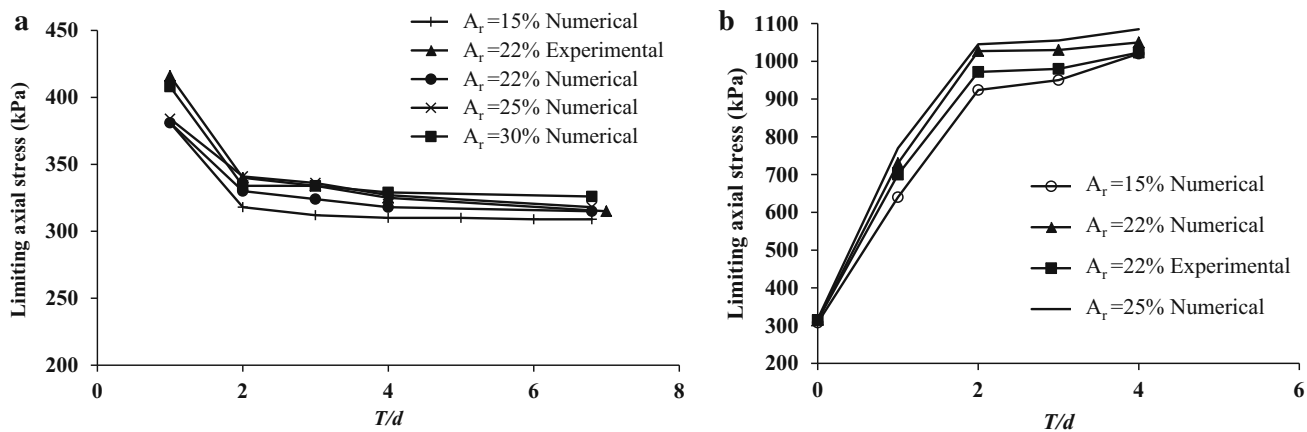 a
Limiting axial stress (kPa)
450
400
350
300
250
200
0
2
4
6
8
T/d
Aᵣ=15% Numerical
Aᵣ=22% Experimental
Aᵣ=22% Numerical
Aᵣ=25% Numerical
Aᵣ=30% Numerical
b
Limiting axial stress (kPa)
1100
1000
900
800
700
600
500
400
300
200
0
2
4
6
T/d
Aᵣ=15% Numerical
Aᵣ=22% Numerical
Aᵣ=22% Experimental
Aᵣ=25% Numerical